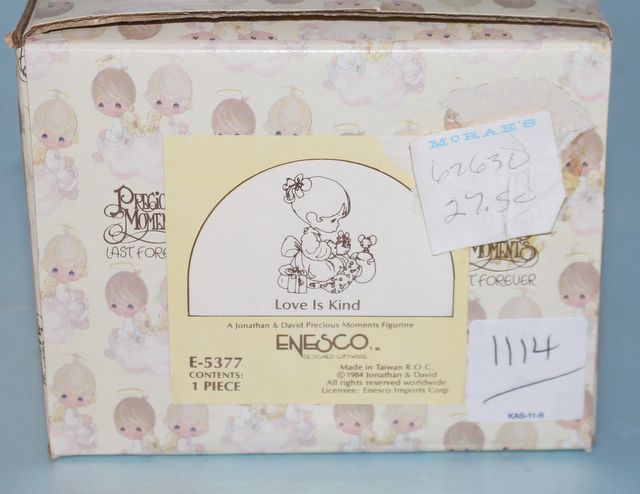 McRAE'S
62630
27.50
PRECIOUS
MOMENTS
LAST FOREVER
MOMENTS
LAST FOREVER
Love Is Kind
A Jonathan & David Precious Moments Figurine
ENESCO TM
DESIGNED GIFTWARE
E-5377
CONTENTS:
1 PIECE
Made in Taiwan R.O.C.
©1984 Jonathan & David
All rights reserved worldwide
Licensee: Enesco Imports Corp.
1114
KAS-11-B